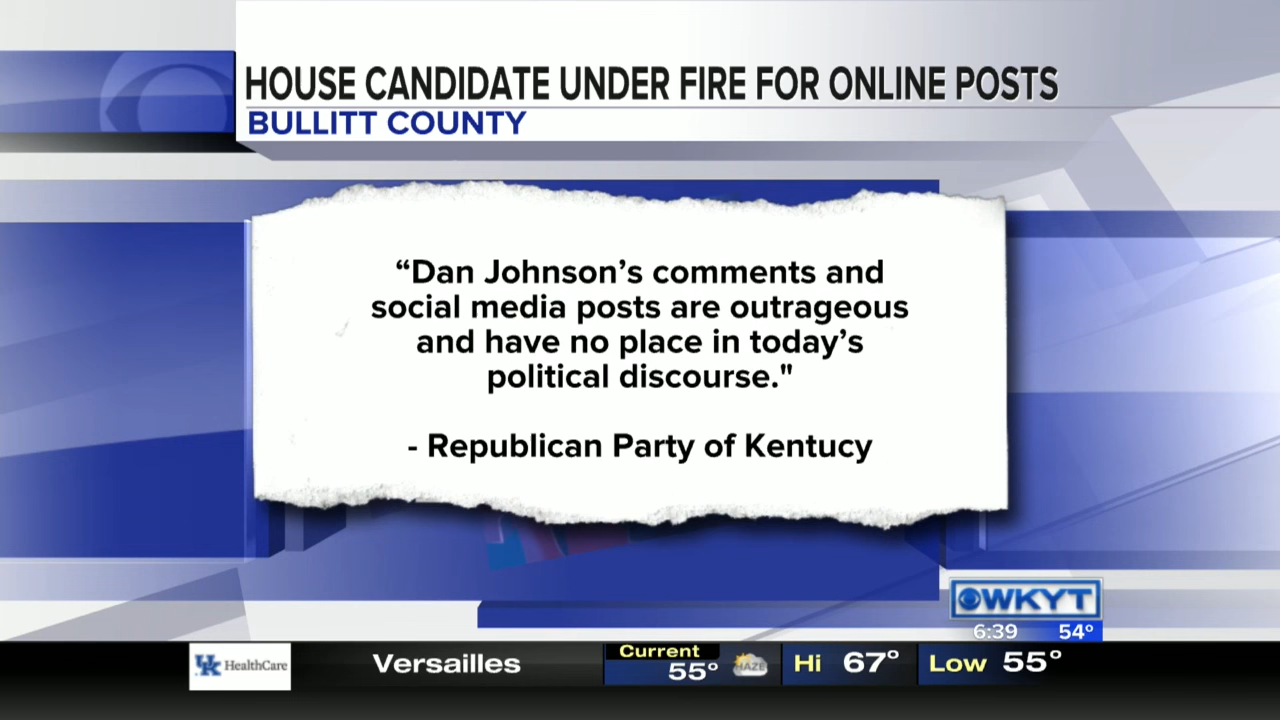 HOUSE CANDIDATE UNDER FIRE FOR ONLINE POSTS
BULLITT COUNTY
“Dan Johnson’s comments and
social media posts are outrageous
and have no place in today’s
political discourse."
- Republican Party of Kentucy
WKYT
6:39 54°
UK HealthCare
Versailles
Current
55°
HAZE
Hi 67°
Low 55°